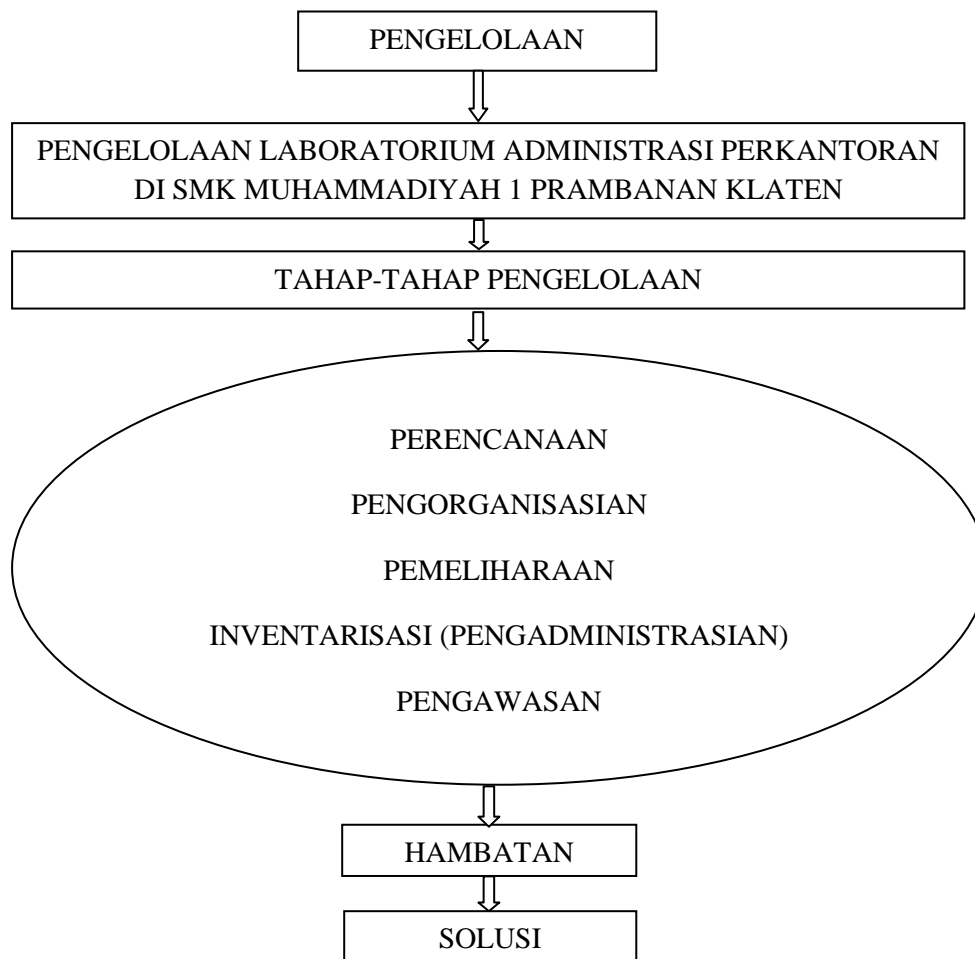 PENGELOLAAN
PENGELOLAAN LABORATORIUM ADMINISTRASI PERKANTORAN
DI SMK MUHAMMADIYAH 1 PRAMBANAN KLATEN
TAHAP-TAHAP PENGELOLAAN
PERENCANAAN
PENGORGANISASIAN
PEMELIHARAAN
INVENTARISASI (PENGADMINISTRASIAN)
PENGAWASAN
HAMBATAN
SOLUSI